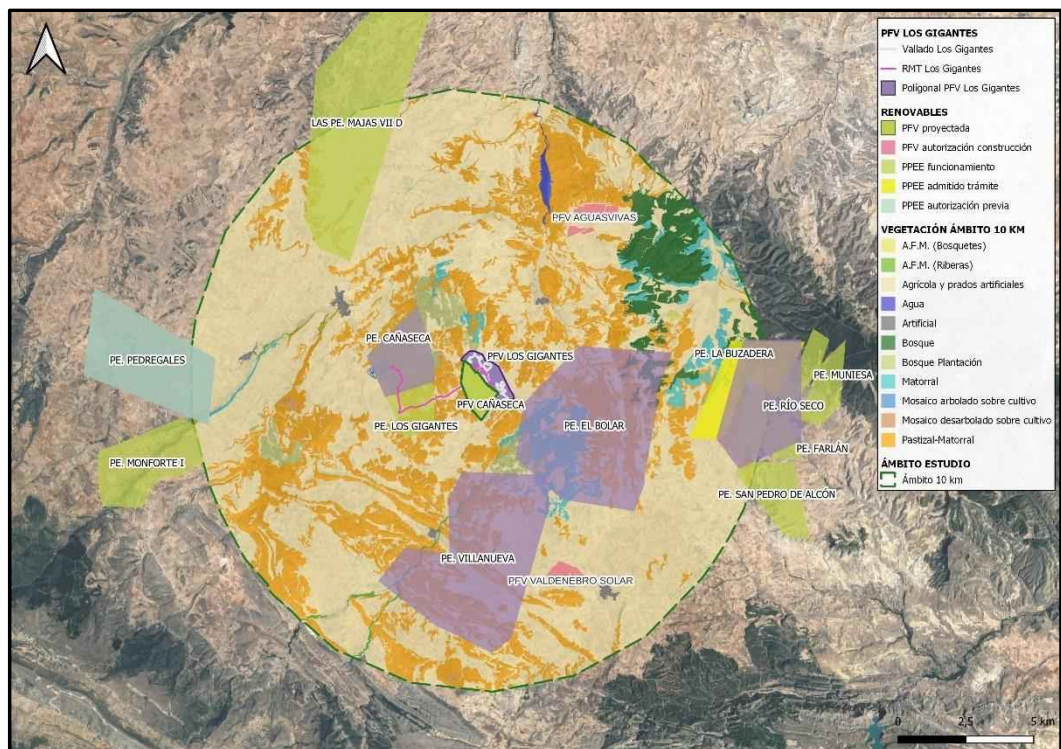 LAS PE. MAJAS VII D
PFV AGUASVIVAS
PE. CAÑASECA
PFV LOS GIGANTES
PE. LA BUZADERA
PE. PEDREGALES
PE. MUNIESA
PFV CAÑASECA
PE. RÍO SECO
PE. LOS GIGANTES
PE. EL BOLAR
PE. FARLÁN
PE. MONFORTE I
PE. SAN PEDRO DE ALCÓN
PE. VILLANUEVA
PFV VALDENEBRO SOLAR
PFV LOS GIGANTES
Vallado Los Gigantes
RMT Los Gigantes
Poligonal PFV Los Gigantes
RENOVABLES
PFV proyectada
PFV autorización construcción
PPEE funcionamiento
PPEE admitido trámite
PPEE autorización previa
VEGETACIÓN ÁMBITO 10 KM
A.F.M. (Bosquetes)
A.F.M. (Riberas)
Agrícola y prados artificiales
Agua
Artificial
Bosque
Bosque Plantación
Matorral
Mosaico arbolado sobre cultivo
Mosaico desarbolado sobre cultivo
Pastizal-Matorral
ÁMBITO ESTUDIO
Ámbito 10 km
0 2,5 5 km